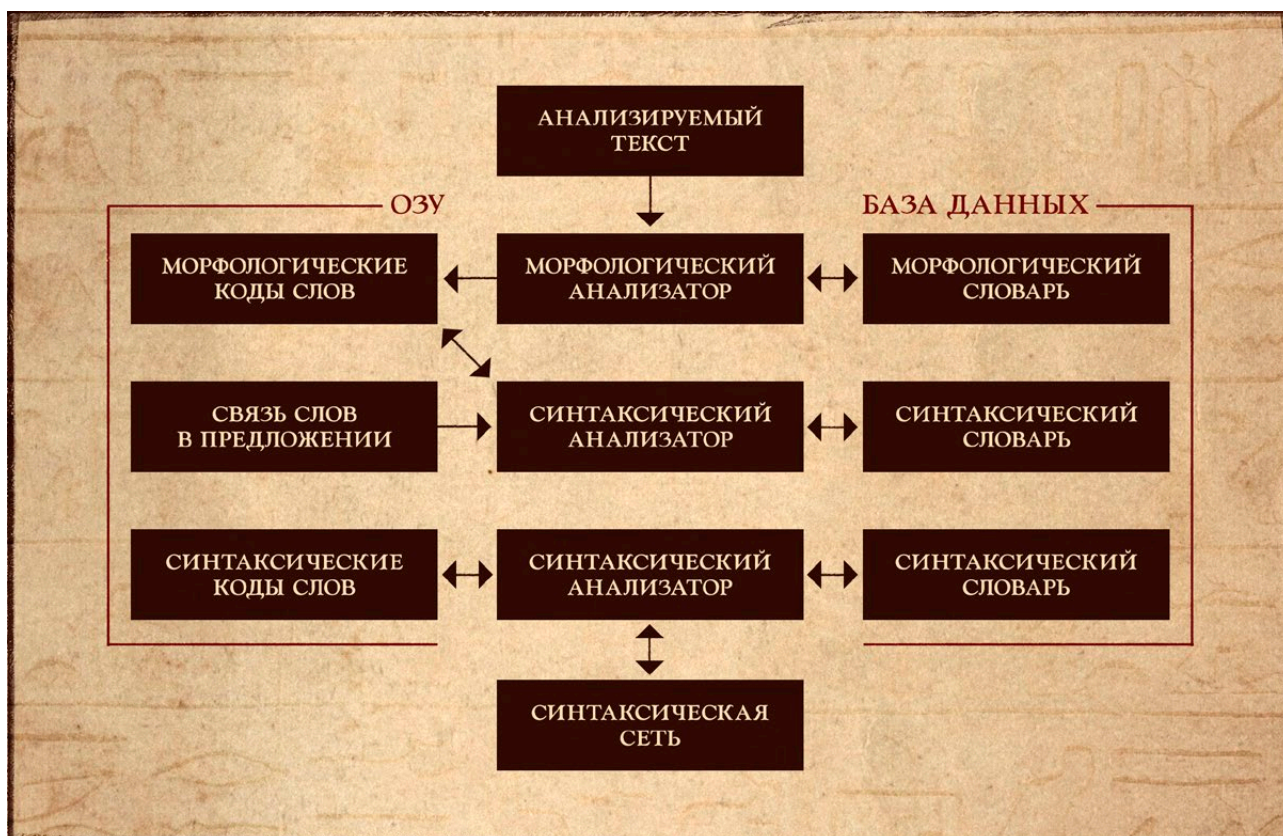 АНАЛИЗИРУЕМЫЙ
ТЕКСТ
ОЗУ
БАЗА ДАННЫХ
МОРФОЛОГИЧЕСКИЕ
КОДЫ СЛОВ
МОРФОЛОГИЧЕСКИЙ
АНАЛИЗАТОР
МОРФОЛОГИЧЕСКИЙ
СЛОВАРЬ
СВЯЗЬ СЛОВ
В ПРЕДЛОЖЕНИИ
СИНТАКСИЧЕСКИЙ
АНАЛИЗАТОР
СИНТАКСИЧЕСКИЙ
СЛОВАРЬ
СИНТАКСИЧЕСКИЕ
КОДЫ СЛОВ
СИНТАКСИЧЕСКИЙ
АНАЛИЗАТОР
СИНТАКСИЧЕСКИЙ
СЛОВАРЬ
СИНТАКСИЧЕСКАЯ
СЕТЬ